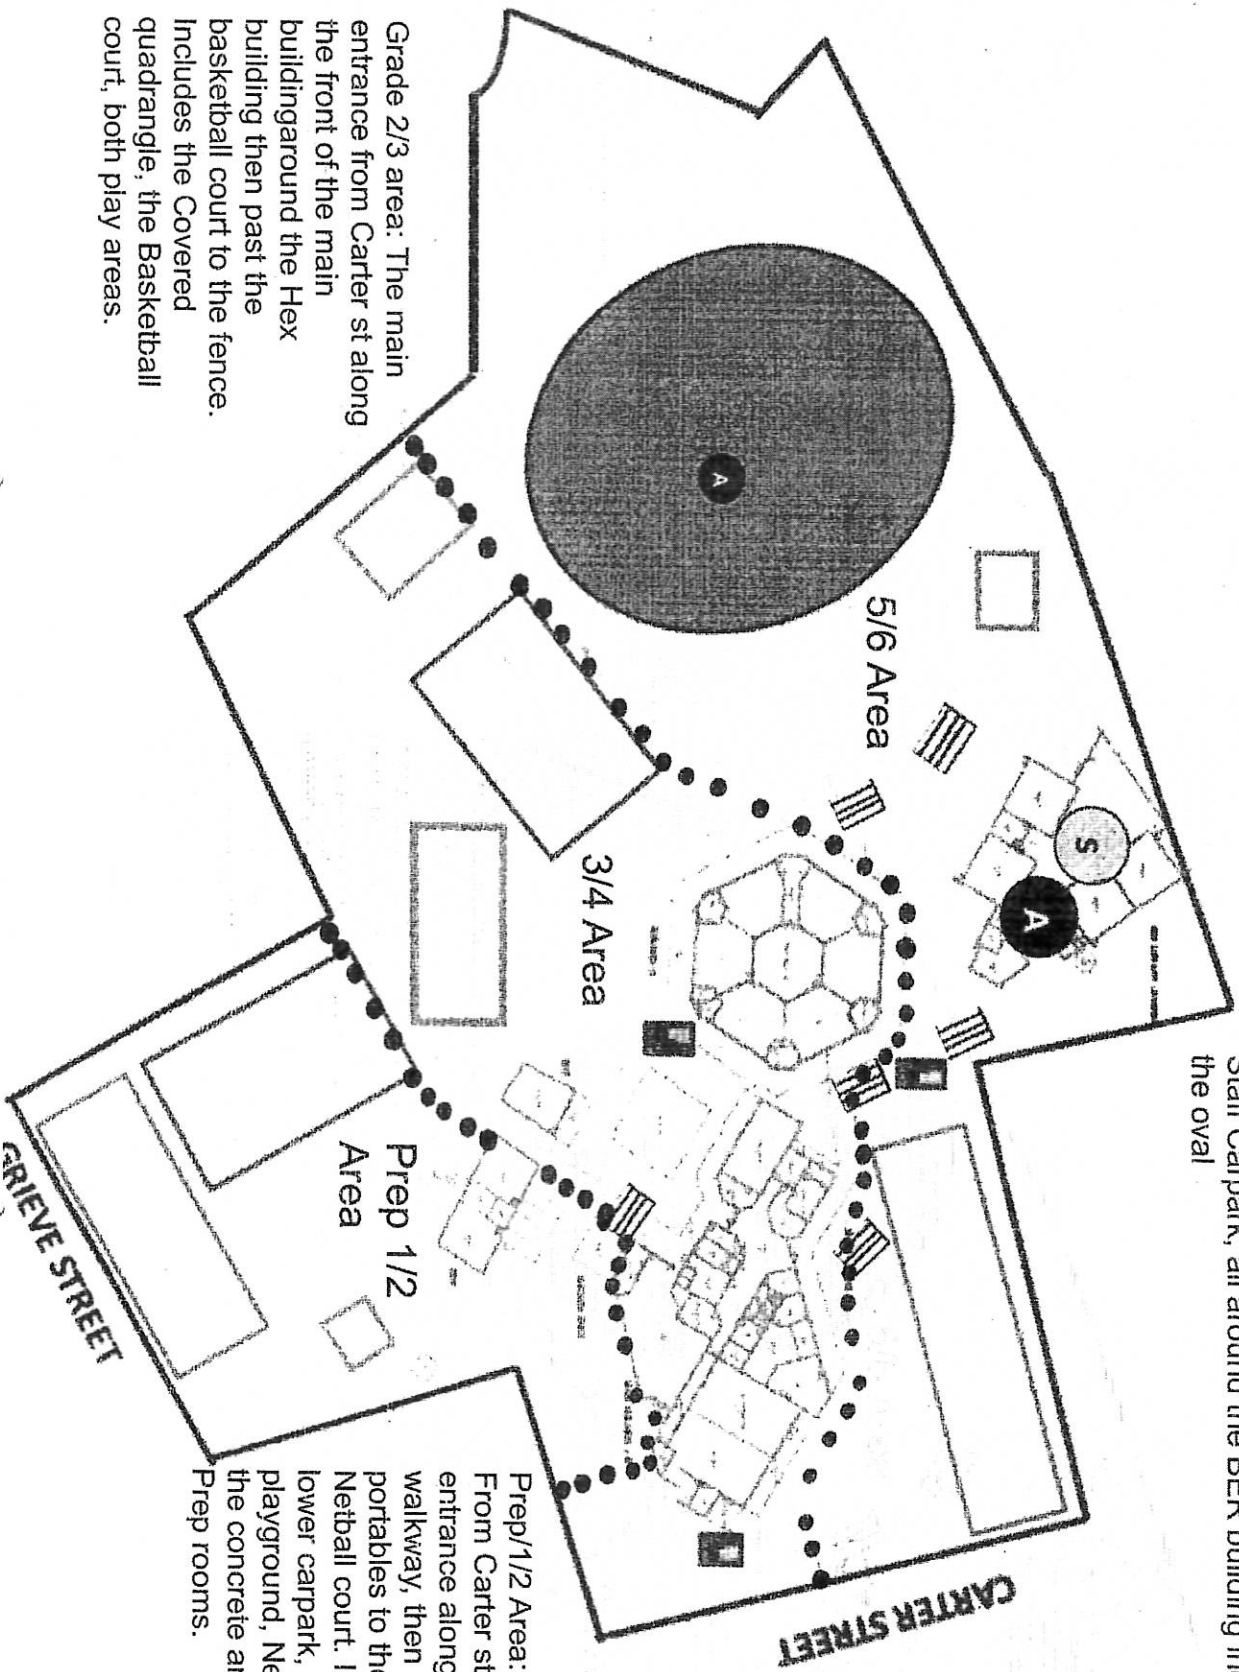 Grade 2/3 area: The main
entrance from Carter st along
the front of the main
buildingaround the Hex
building then past the
basketball court to the fence.
Includes the Covered
quadrangle, the Basketball
court, both play areas.
the oval
5/6 Area
A
S
A
3/4 Area
Prep 1/2
Area
GRIEVE STREET
CARTER STREET
Prep/1/2 Area:
From Carter st
entrance along
walkway, then
portables to the
Netball court. I
lower carpark,
playground, Ne
the concrete ar
Prep rooms.